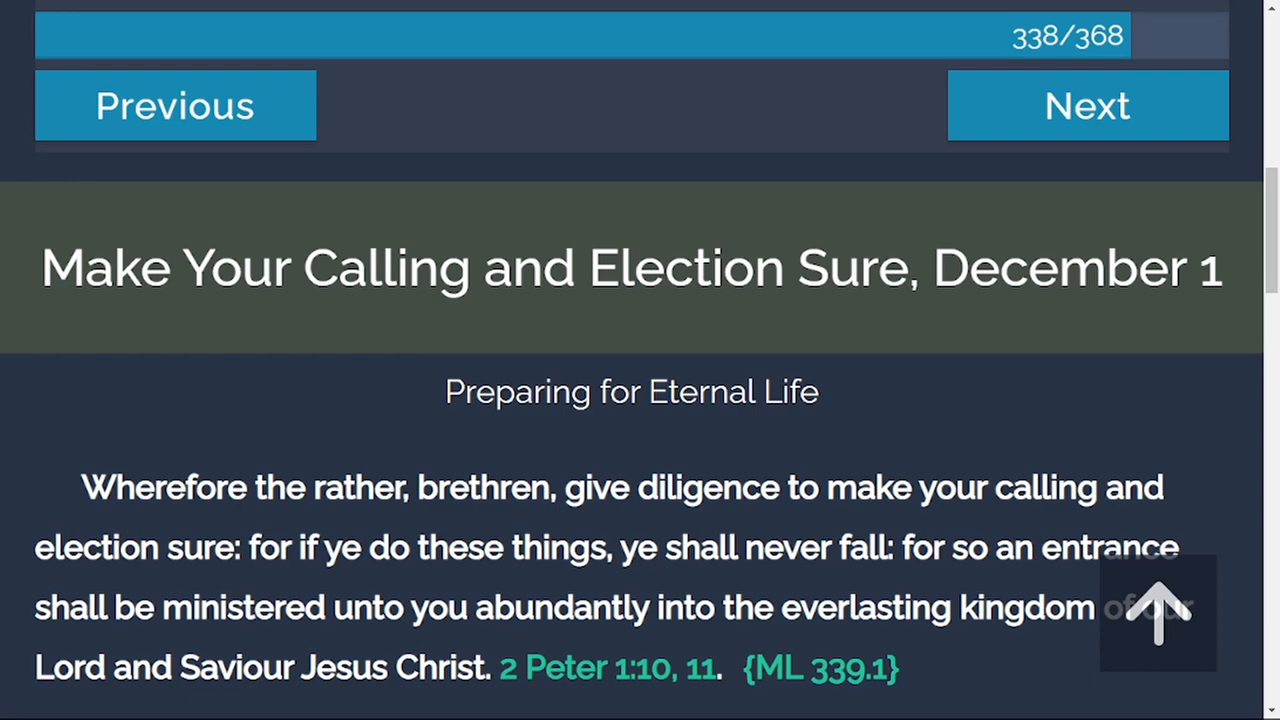 338/368
Previous
Next
Make Your Calling and Election Sure, December 1
Preparing for Eternal Life
Wherefore the rather, brethren, give diligence to make your calling and
election sure: for if ye do these things, ye shall never fall: for so an entrance
shall be ministered unto you abundantly into the everlasting kingdom of our
Lord and Saviour Jesus Christ. 2 Peter 1:10, 11. {ML 339.1}